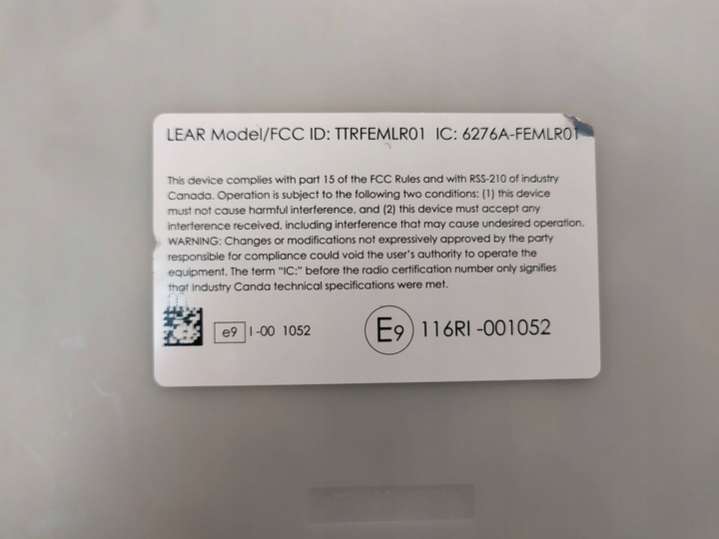 LEAR Model/FCC ID: TTRFEMLR01 IC: 6276A-FEMLR01
This device complies with part 15 of the FCC Rules and with RSS-210 of industry
Canada. Operation is subject to the following two conditions: (1) this device
must not cause harmful interference, and (2) this device must accept any
interference received, including interference that may cause undesired operation.
WARNING: Changes or modifications not expressively approved by the party
responsible for compliance could void the user's authority to operate the
equipment. The term "IC:" before the radio certification number only signifies
that Industry Canda technical specifications were met.
e9 I-00 1052 E9 116RI -001052